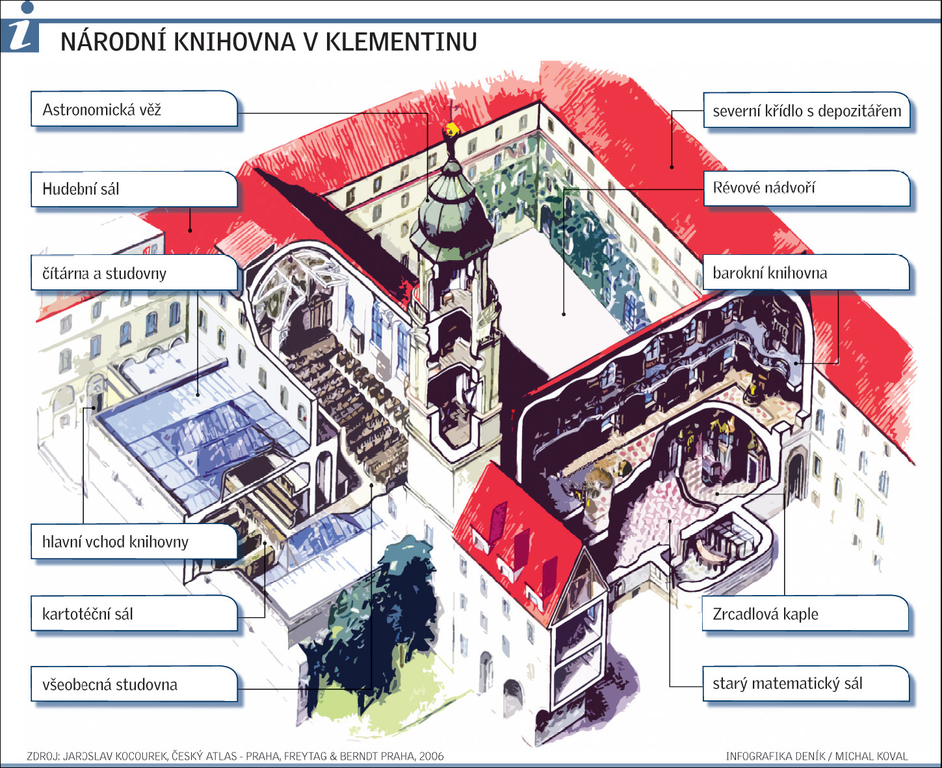 i
NÁRODNÍ KNIHOVNA V KLEMENTINU
Astronomická věž
Hudební sál
čítárna a studovny
hlavní vchod knihovny
kartotéční sál
všeobecná studovna
severní křídlo s depozitářem
Révové nádvoří
barokní knihovna
Zrcadlová kaple
starý matematický sál
ZDROJ: JAROSLAV KOCOUREK, ČESKÝ ATLAS - PRAHA, FREYTAG & BERNDT PRAHA, 2006
INFOGRAFIKA DENÍK / MICHAL KOVAL